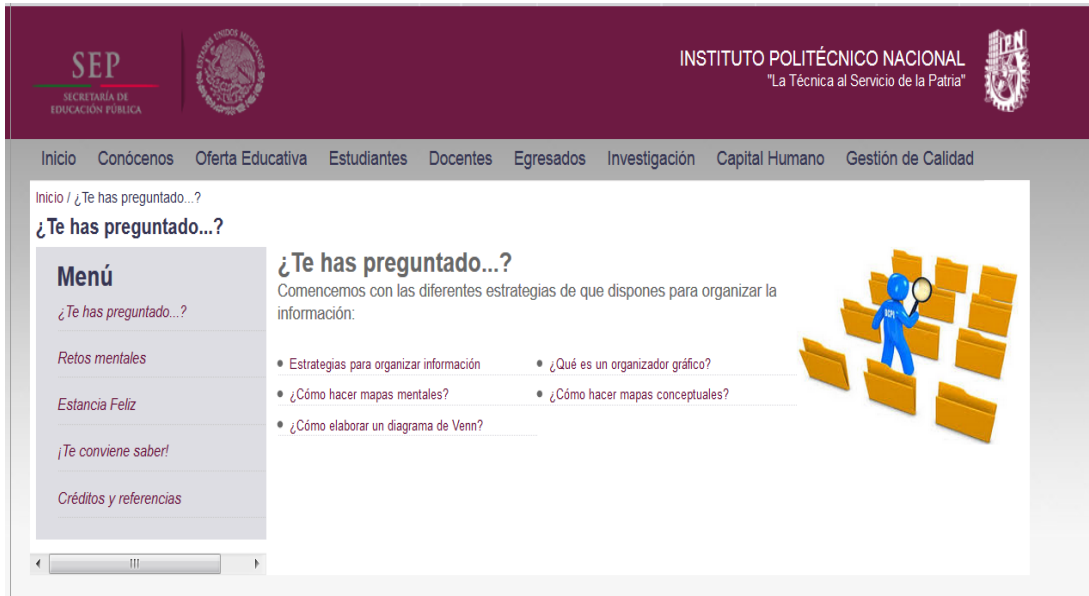 SEP
SECRETARÍA DE
EDUCACIÓN PÚBLICA
ESTADOS UNIDOS MEXICANOS
INSTITUTO POLITÉCNICO NACIONAL
"La Técnica al Servicio de la Patria"
IPN
Inicio Conócenos Oferta Educativa Estudiantes Docentes Egresados Investigación Capital Humano Gestión de Calidad
Inicio / ¿Te has preguntado...?
¿Te has preguntado...?
Menú
¿Te has preguntado...?
Retos mentales
Estancia Feliz
¡Te conviene saber!
Créditos y referencias
¿Te has preguntado...?
Comencemos con las diferentes estrategias de que dispones para organizar la
información:
Estrategias para organizar información
¿Qué es un organizador gráfico?
¿Cómo hacer mapas mentales?
¿Cómo hacer mapas conceptuales?
¿Cómo elaborar un diagrama de Venn?